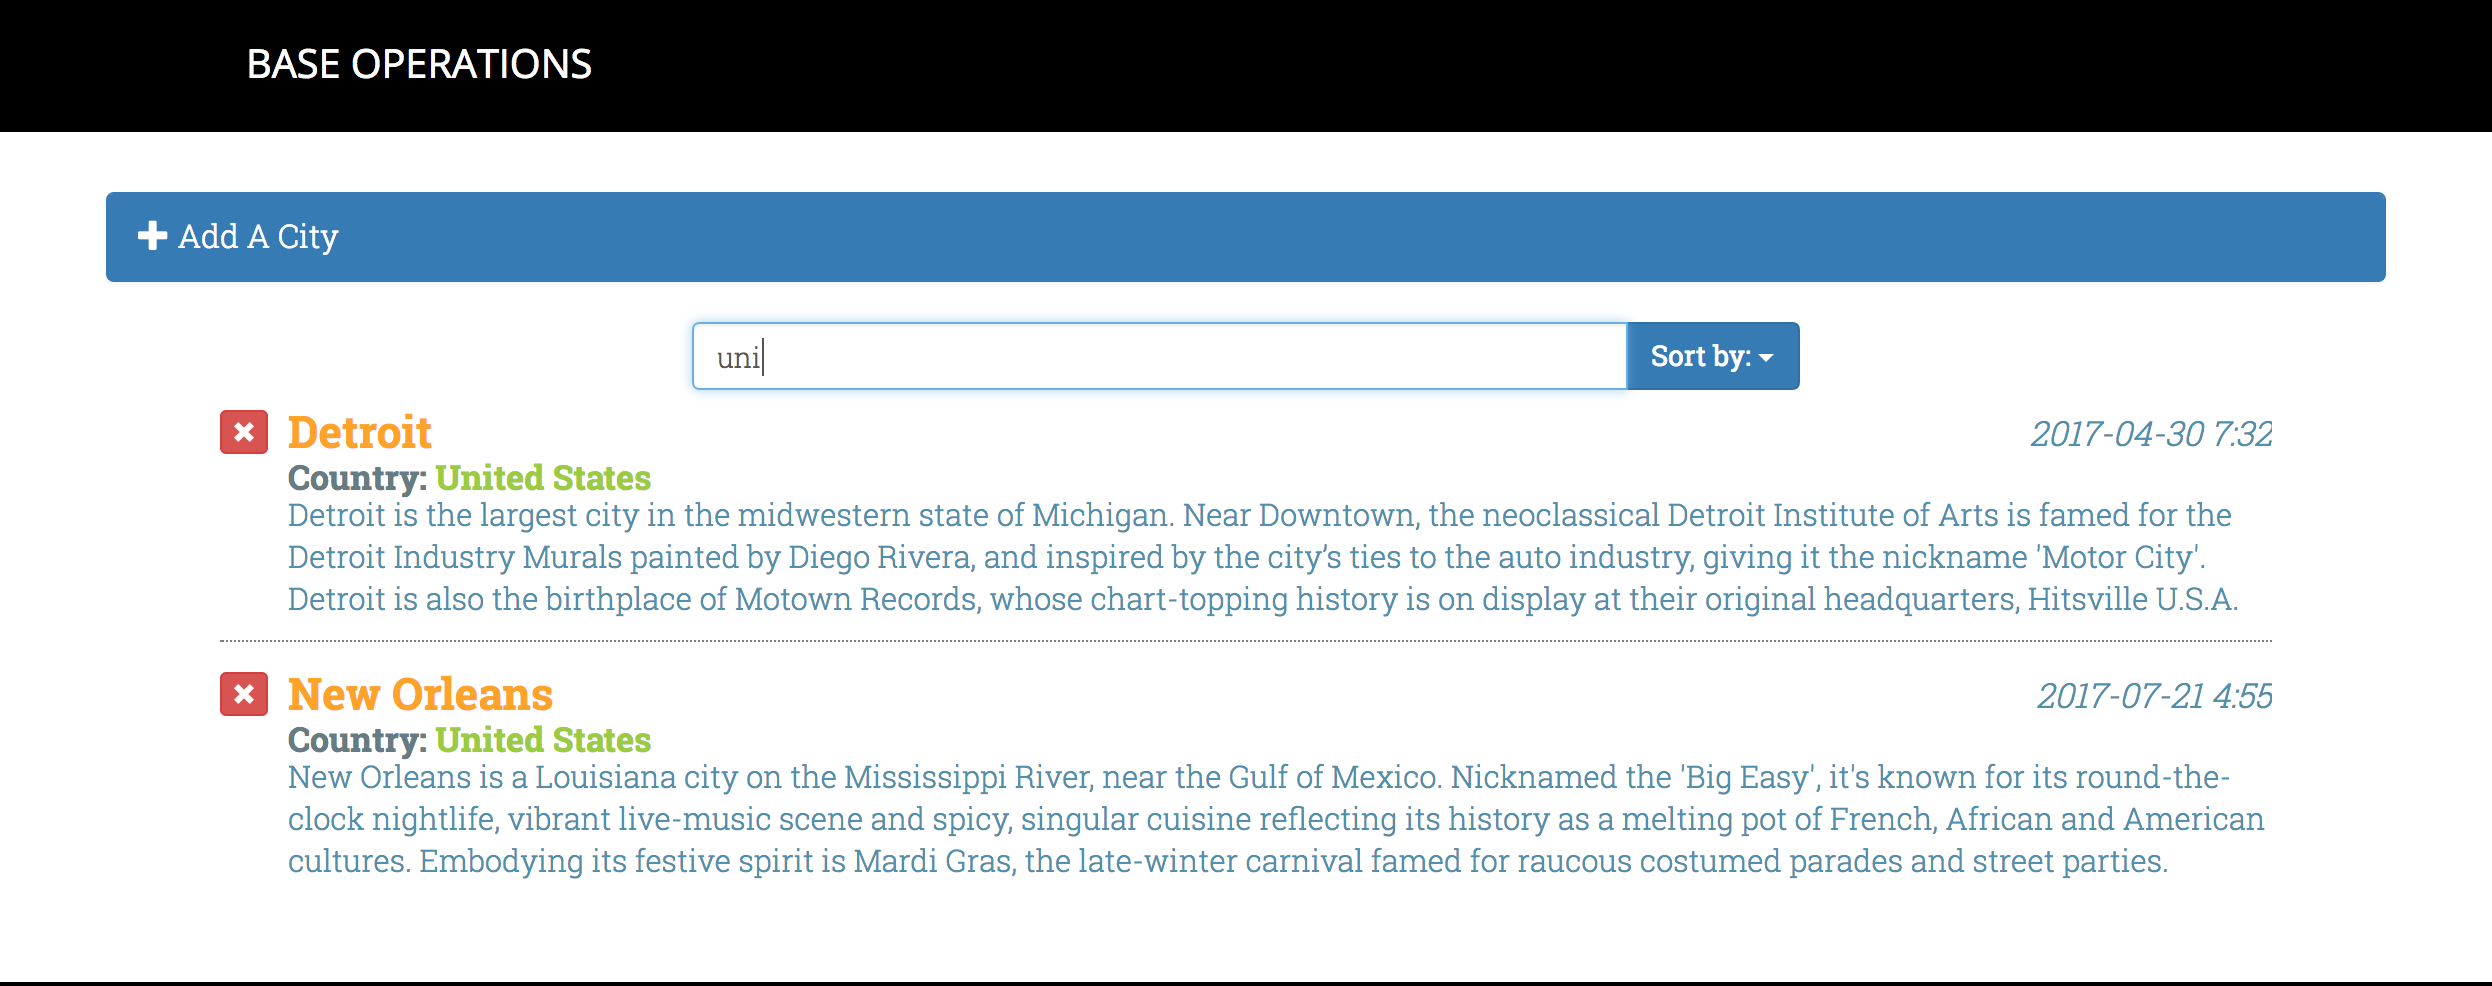 BASE OPERATIONS
Add A City
uni
Sort by:
Detroit
2017-04-30 7:32
Country: United States
Detroit is the largest city in the midwestern state of Michigan. Near Downtown, the neoclassical Detroit Institute of Arts is famed for the
Detroit Industry Murals painted by Diego Rivera, and inspired by the city’s ties to the auto industry, giving it the nickname 'Motor City'.
Detroit is also the birthplace of Motown Records, whose chart-topping history is on display at their original headquarters, Hitsville U.S.A.
New Orleans
2017-07-21 4:55
Country: United States
New Orleans is a Louisiana city on the Mississippi River, near the Gulf of Mexico. Nicknamed the 'Big Easy', it's known for its round-the-
clock nightlife, vibrant live-music scene and spicy, singular cuisine reflecting its history as a melting pot of French, African and American
cultures. Embodying its festive spirit is Mardi Gras, the late-winter carnival famed for raucous costumed parades and street parties.